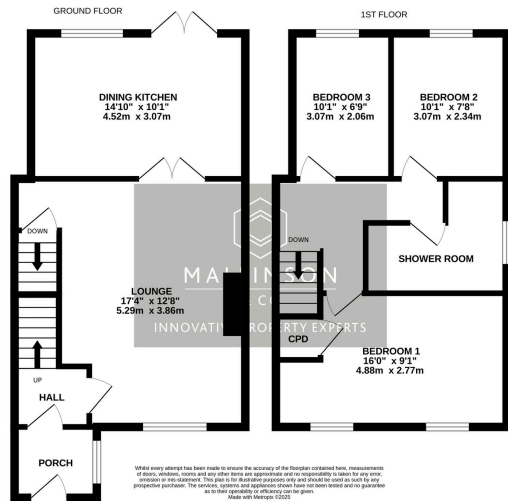 GROUND FLOOR
DINING KITCHEN
14'10" x 10'1"
4.52m x 3.07m
DOWN
LOUNGE
17'4" x 12'8"
5.29m x 3.86m
UP
HALL
PORCH
1ST FLOOR
BEDROOM 3
10'1" x 6'9"
3.07m x 2.06m
BEDROOM 2
10'1" x 7'8"
3.07m x 2.34m
DOWN
SHOWER ROOM
CPD
BEDROOM 1
16'0" x 9'1"
4.88m x 2.77m
INNOVATIVE PROPERTY EXPERTS
Whilst every attempt has been made to ensure the accuracy of the floorplan contained here, measurements
of doors, windows, rooms and any other items are approximate and no responsibility is taken for any error,
omission or mis-statement. This plan is for illustrative purposes only and should be used as such by any
prospective purchaser. The services, systems and appliances shown have not been tested and no guarantee
as to their operability or efficiency can be given.
Made with Metropix ©2025